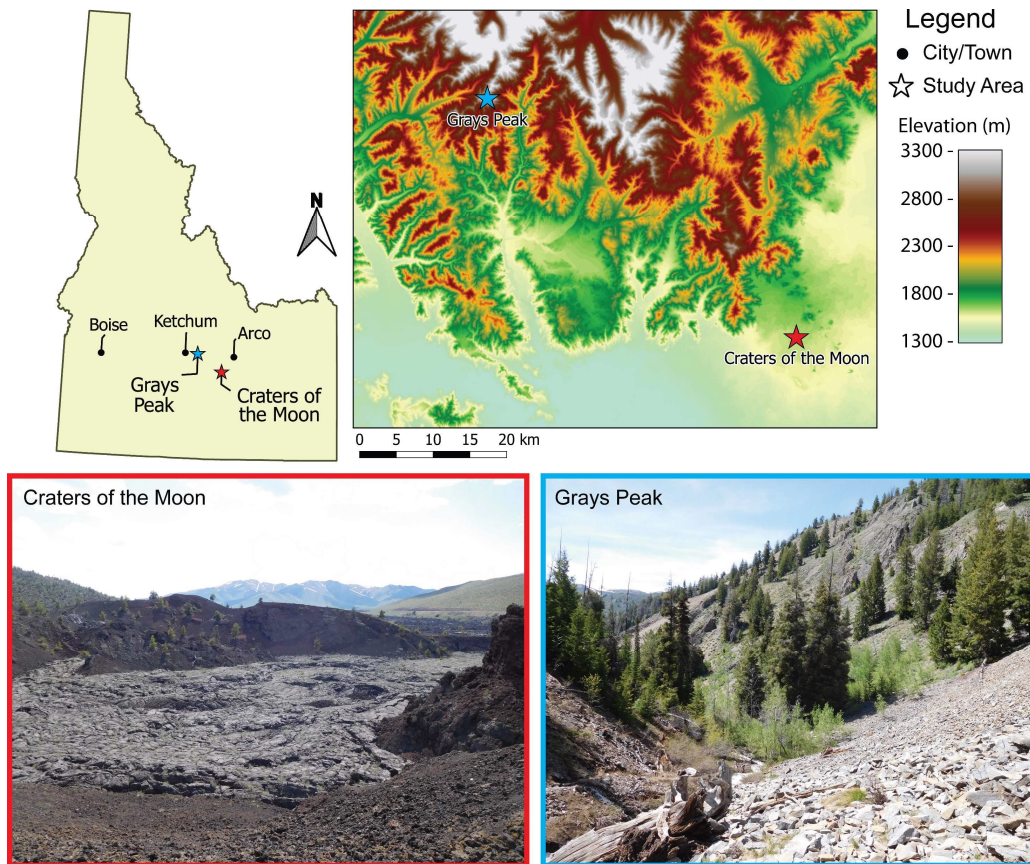 N
Boise
Ketchum
Arco
Grays
Peak
Craters of
the Moon
Grays Peak
Craters of the Moon
0 5 10 15 20 km
Legend
City/Town
Study Area
Elevation (m)
3300 -
2800 -
2300 -
1800 -
1300 -
Craters of the Moon
Grays Peak